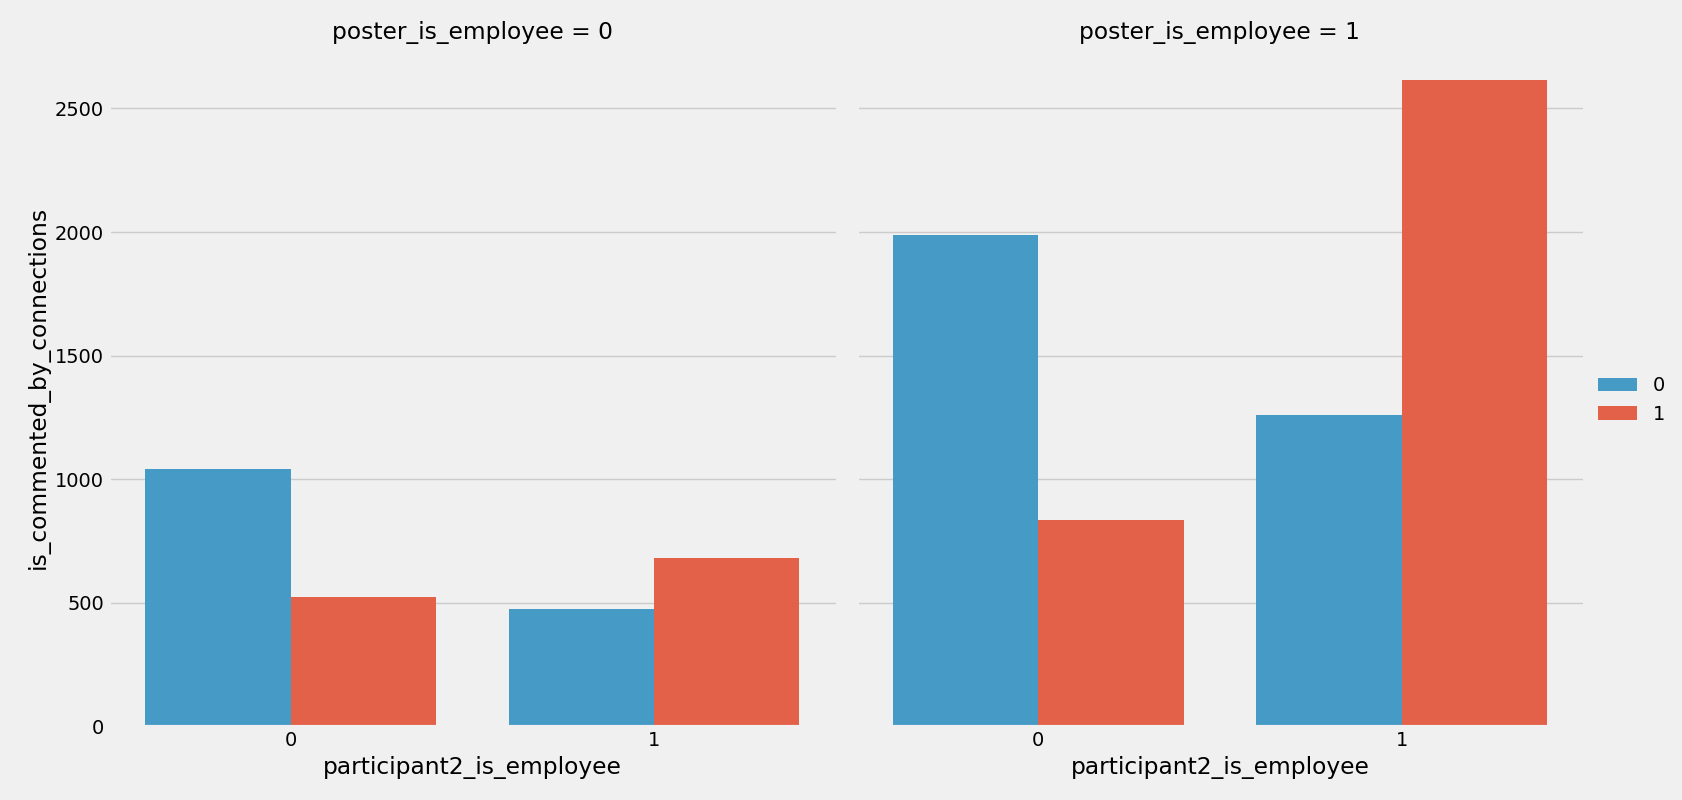 poster_is_employee = 0
poster_is_employee = 1
is_commented_by_connections
2500
2000
1500
1000
500
0
0
1
0
1
participant2_is_employee
participant2_is_employee
0
1